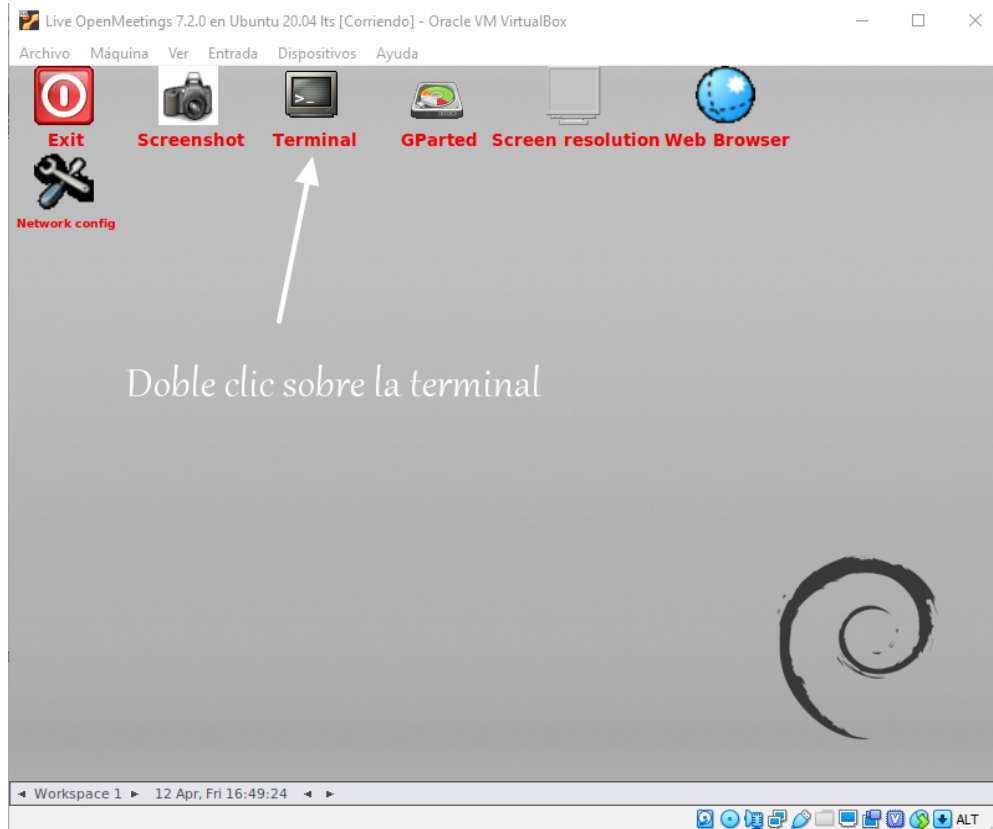 Live OpenMeetings 7.2.0 en Ubuntu 20.04 lts [Corriendo] - Oracle VM VirtualBox
Archivo Máquina Ver Entrada Dispositivos Ayuda
Exit Screenshot Terminal GParted Screen resolution Web Browser
Network config
Doble clic sobre la terminal
Workspace 1 12 Apr, Fri 16:49:24
ALT